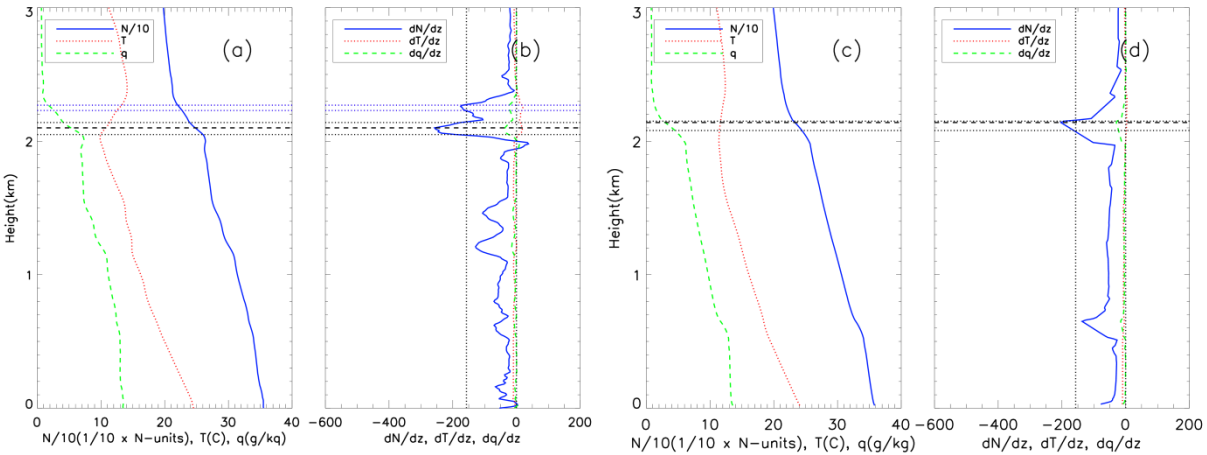 3
2
1
0
Height(km)
N/10
T
q
(a)
0 10 20 30 40
N/10(1/10 x N-units), T(C), q(g/kg)
dN/dz
dT/dz
dq/dz
(b)
-600 -400 -200 0 200
dN/dz, dT/dz, dq/dz
3
2
1
0
Height(km)
N/10
T
q
(c)
0 10 20 30 40
N/10(1/10 x N-units), T(C), q(g/kg)
dN/dz
dT/dz
dq/dz
(d)
-600 -400 -200 0 200
dN/dz, dT/dz, dq/dz